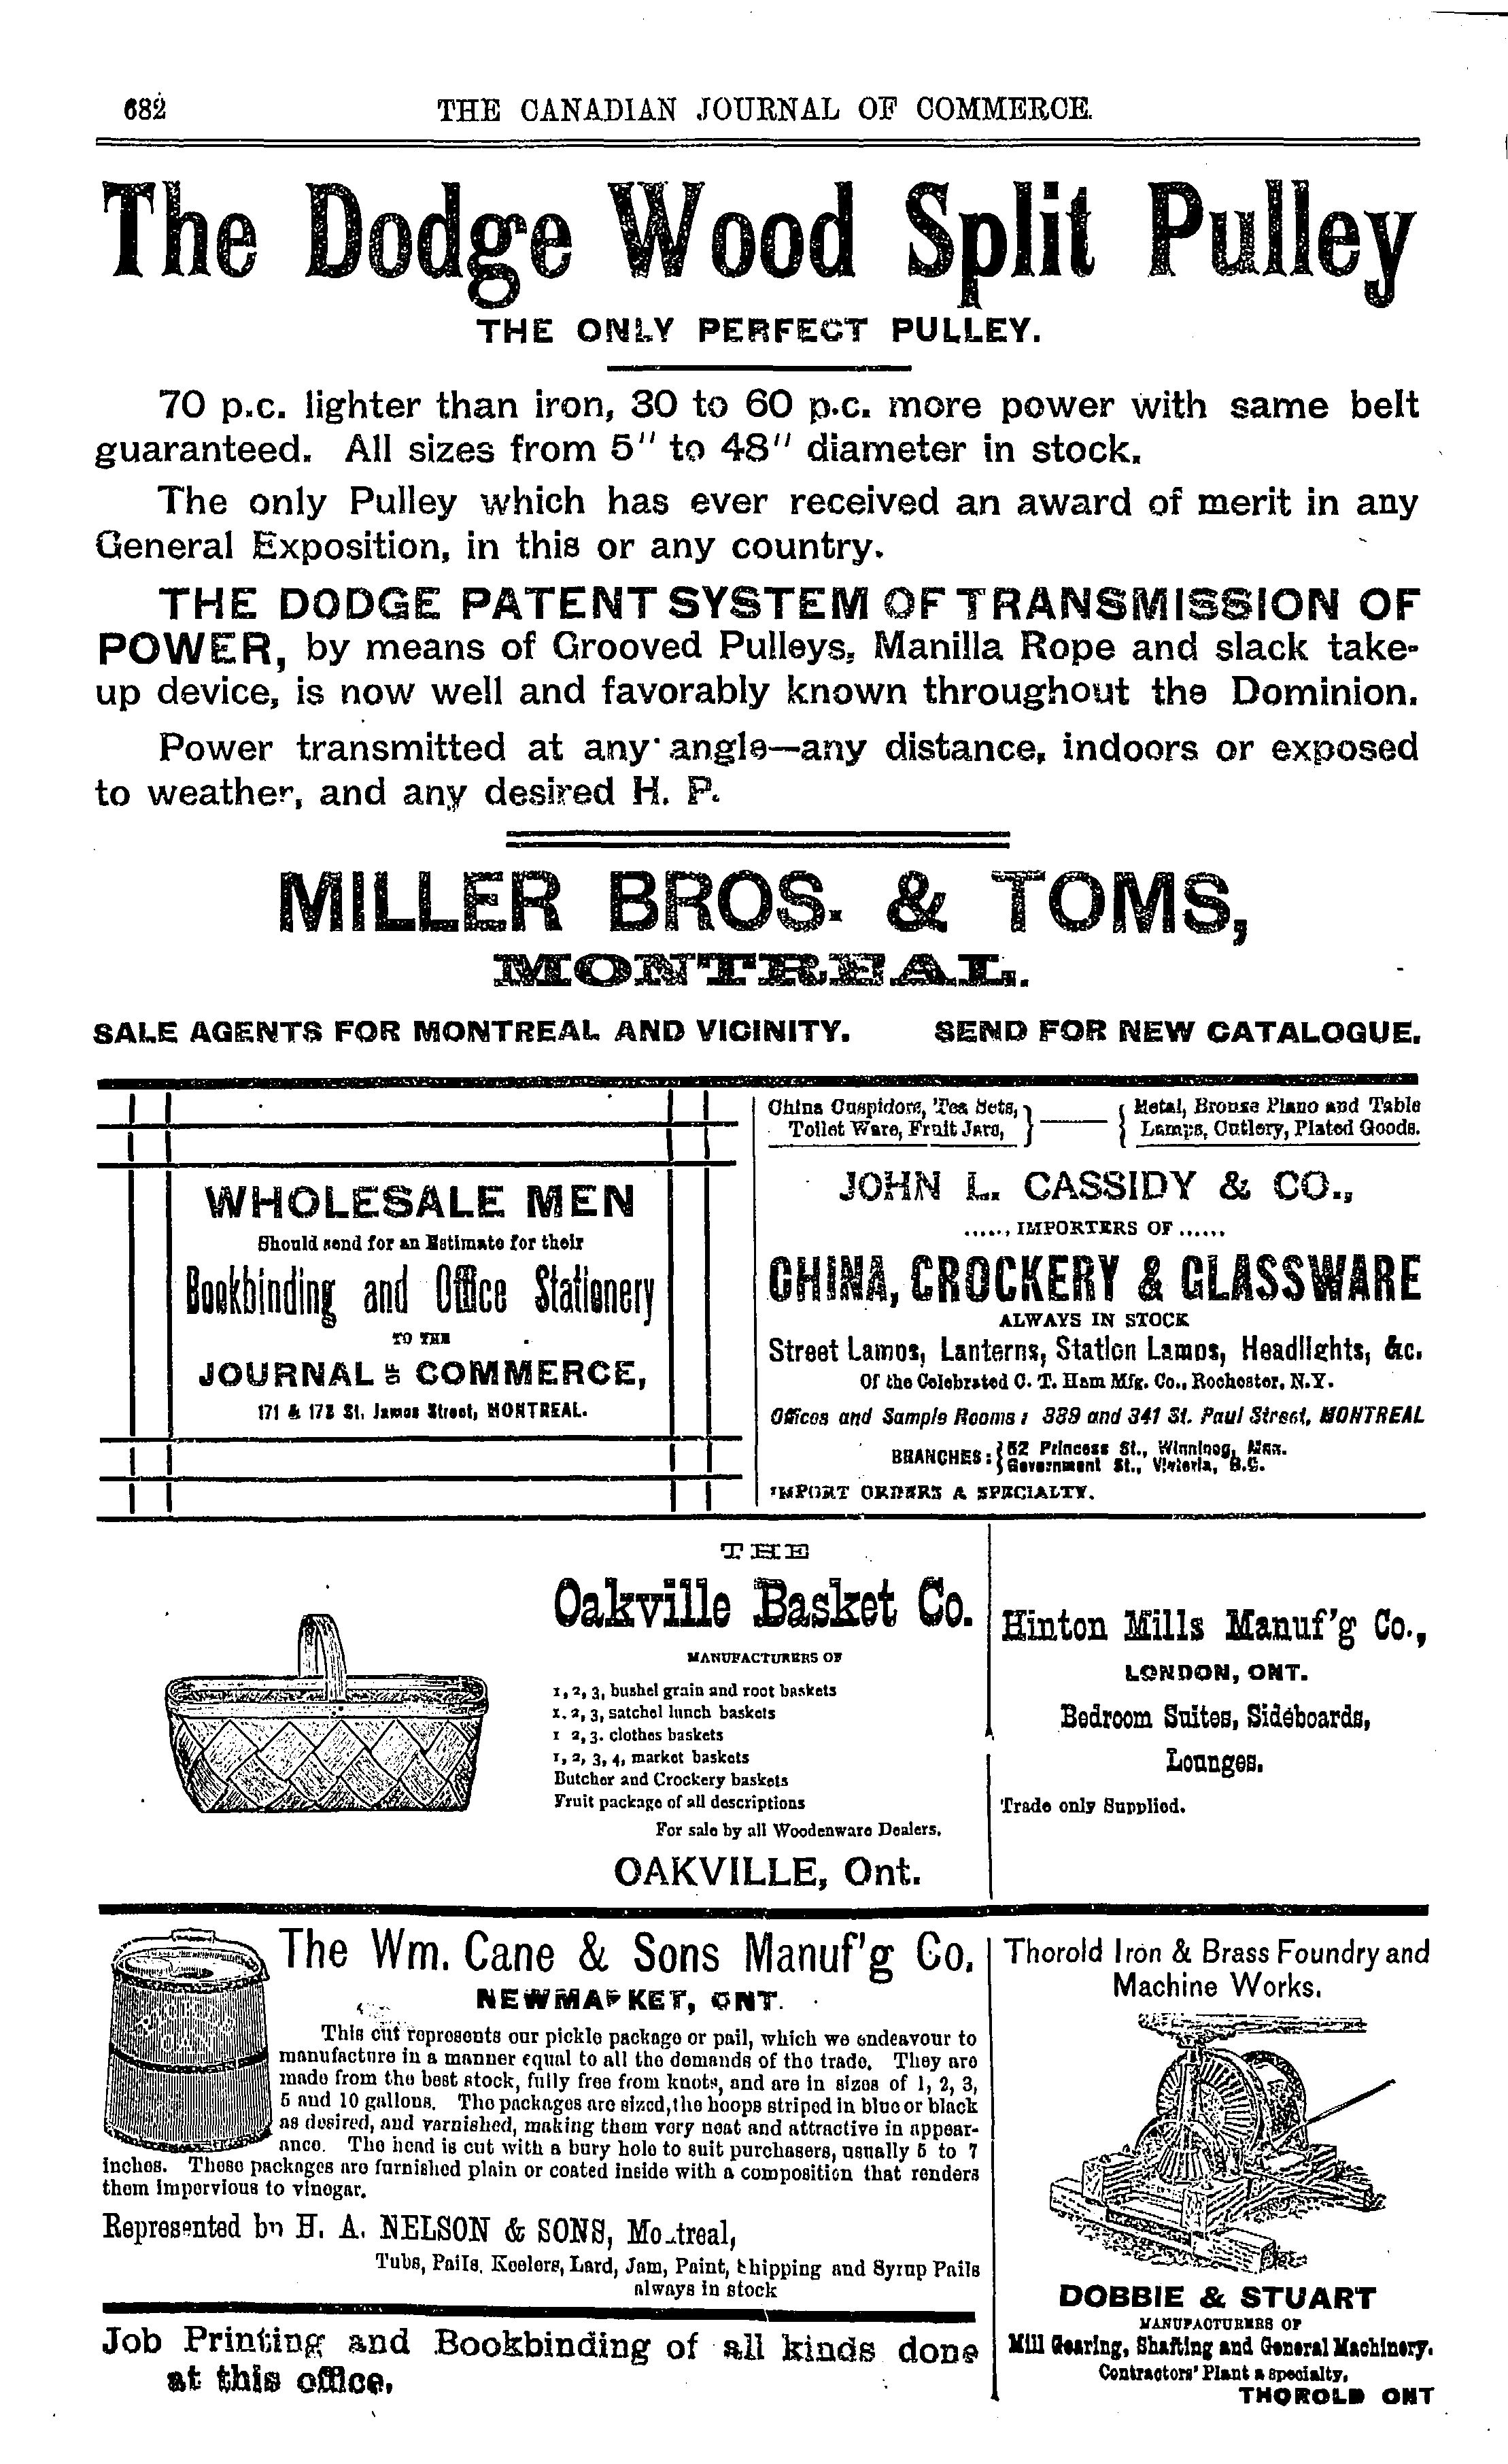 682
THE CANADIAN JOURNAL OF COMMERCE.
The Dodge Wood Split Pulley
THE ONLY PERFECT PULLEY.
70 p.c. lighter than iron, 30 to 60 p.c. more power with same belt
guaranteed. All sizes from 5" to 48" diameter in stock.
The only Pulley which has ever received an award of merit in any
General Exposition, in this or any country.
THE DODGE PATENT SYSTEM OF TRANSMISSION OF
POWER, by means of Grooved Pulleys, Manilla Rope and slack take-
up device, is now well and favorably known throughout the Dominion.
Power transmitted at any angle—any distance, indoors or exposed
to weather, and any desired H. P.
MILLER BROS. & TOMS,
MONTREAL.
SALE AGENTS FOR MONTREAL AND VICINITY. SEND FOR NEW CATALOGUE.
WHOLESALE MEN
Should send for an Estimate for their
Bookbinding and Office Stationery
TO THE
JOURNAL OF COMMERCE,
171 & 173 St. James Street, MONTREAL.
China Cuspidors, Tea Sets,
Toilet Ware, Fruit Jars,
Metal, Bronze Piano and Table
Lamps, Cutlery, Plated Goods.
JOHN L. CASSIDY & CO.,
......IMPORTERS OF......
CHINA, CROCKERY & GLASSWARE
ALWAYS IN STOCK
Street Lamps, Lanterns, Station Lamps, Headlights, &c.
Of the Celebrated C. T. Ham Mfg. Co., Rochester, N.Y.
Offices and Sample Rooms: 339 and 341 St. Paul Street, MONTREAL
BRANCHES: 52 Princess St., Winnipeg, Man.
Government St., Victoria, B.C.
IMPORT ORDERS A SPECIALTY.
THE
Oakville Basket Co.
MANUFACTURERS OF
1, 2, 3, bushel grain and root baskets
1, 2, 3, satchel lunch baskets
1 2, 3. clothes baskets
1, 2, 3, 4, market baskets
Butcher and Crockery baskets
Fruit package of all descriptions
For sale by all Woodenware Dealers.
OAKVILLE, Ont.
Hinton Mills Manuf'g Co.,
LONDON, ONT.
Bedroom Suites, Sideboards,
Lounges.
Trade only Supplied.
The Wm. Cane & Sons Manuf'g Co.
NEWMARKET, ONT.
This cut represents our pickle package or pail, which we endeavour to
manufacture in a manner equal to all the demands of the trade. They are
made from the best stock, fully free from knots, and are in sizes of 1, 2, 3,
5 and 10 gallons. The packages are sized, the hoops striped in blue or black
as desired, and varnished, making them very neat and attractive in appear-
ance. The head is cut with a bury hole to suit purchasers, usually 5 to 7
inches. These packages are furnished plain or coated inside with a composition that renders
them impervious to vinegar.
Represented by H. A. NELSON & SONS, Montreal,
Tubs, Pails, Keelers, Lard, Jam, Paint, Shipping and Syrup Pails
always in stock
Job Printing and Bookbinding of all kinds done
at this office.
Thorold Iron & Brass Foundry and
Machine Works.
DOBBIE & STUART
MANUFACTURERS OF
Mill Gearing, Shafting and General Machinery.
Contractors' Plant a specialty.
THOROLD ONT